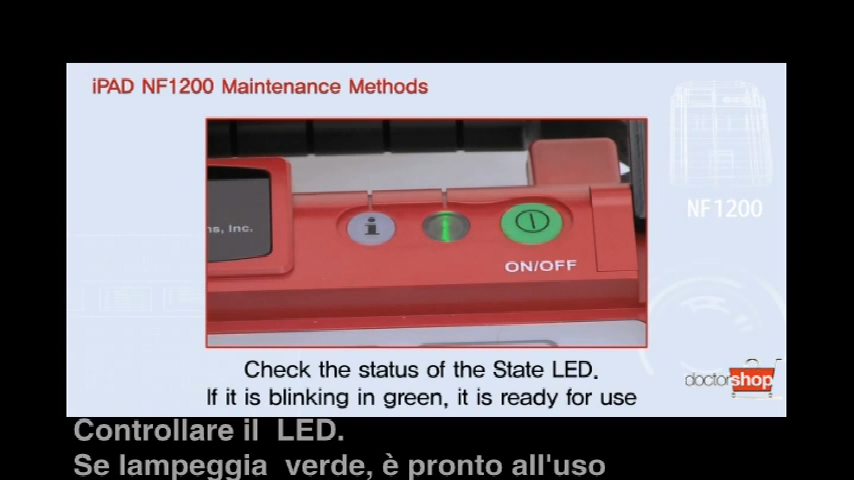 iPAD NF1200 Maintenance Methods
NF1200
ns, Inc.
i
ON/OFF
Check the status of the State LED.
If it is blinking in green, it is ready for use
doctorshop
Controllare il LED.
Se lampeggia verde, è pronto all'uso